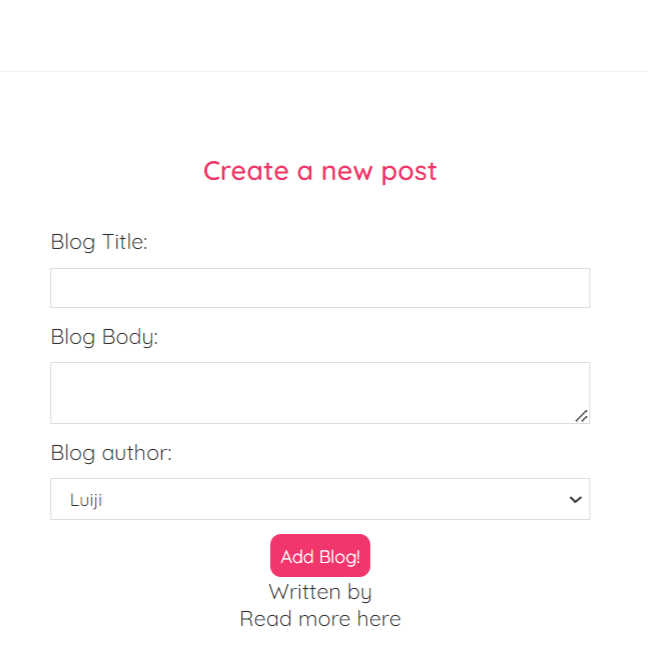 Create a new post
Blog Title:
Blog Body:
Blog author:
Luiji
Add Blog!
Written by
Read more here